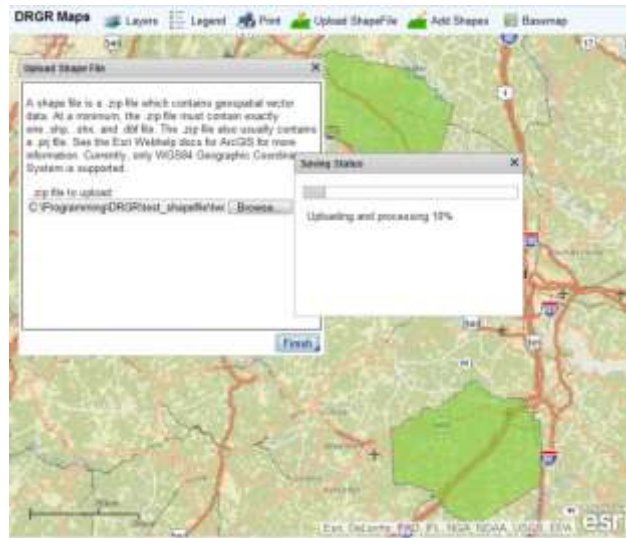 DRGR Maps Layers Legend Print Upload ShapeFile Add Shapes Basemap
Upload Shape File X
A shape file is a .zip file which contains geospatial vector
data. At a minimum, the .zip file must contain exactly
one .shp, .shx, and .dbf file. The .zip file also usually contains
a .prj file. See the Esri Webhelp docs for ArcGIS for more
information. Currently, only WGS84 Geographic Coordina
System is supported.
.zip file to upload:
C:\Programming\DRGR\test_shapefile\ Browse...
Finish
Saving Status X
Uploading and processing 10%
1
Esri, DeLorme, FAO, NGA, NOAA, USGS, EPA
esri